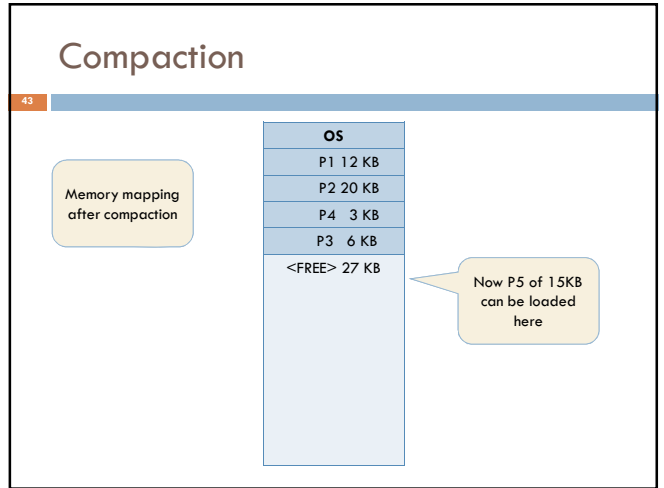 Compaction
43
OS
P1 12 KB
P2 20 KB
P4 3 KB
P3 6 KB
<FREE> 27 KB
Memory mapping
after compaction
Now P5 of 15KB
can be loaded
here